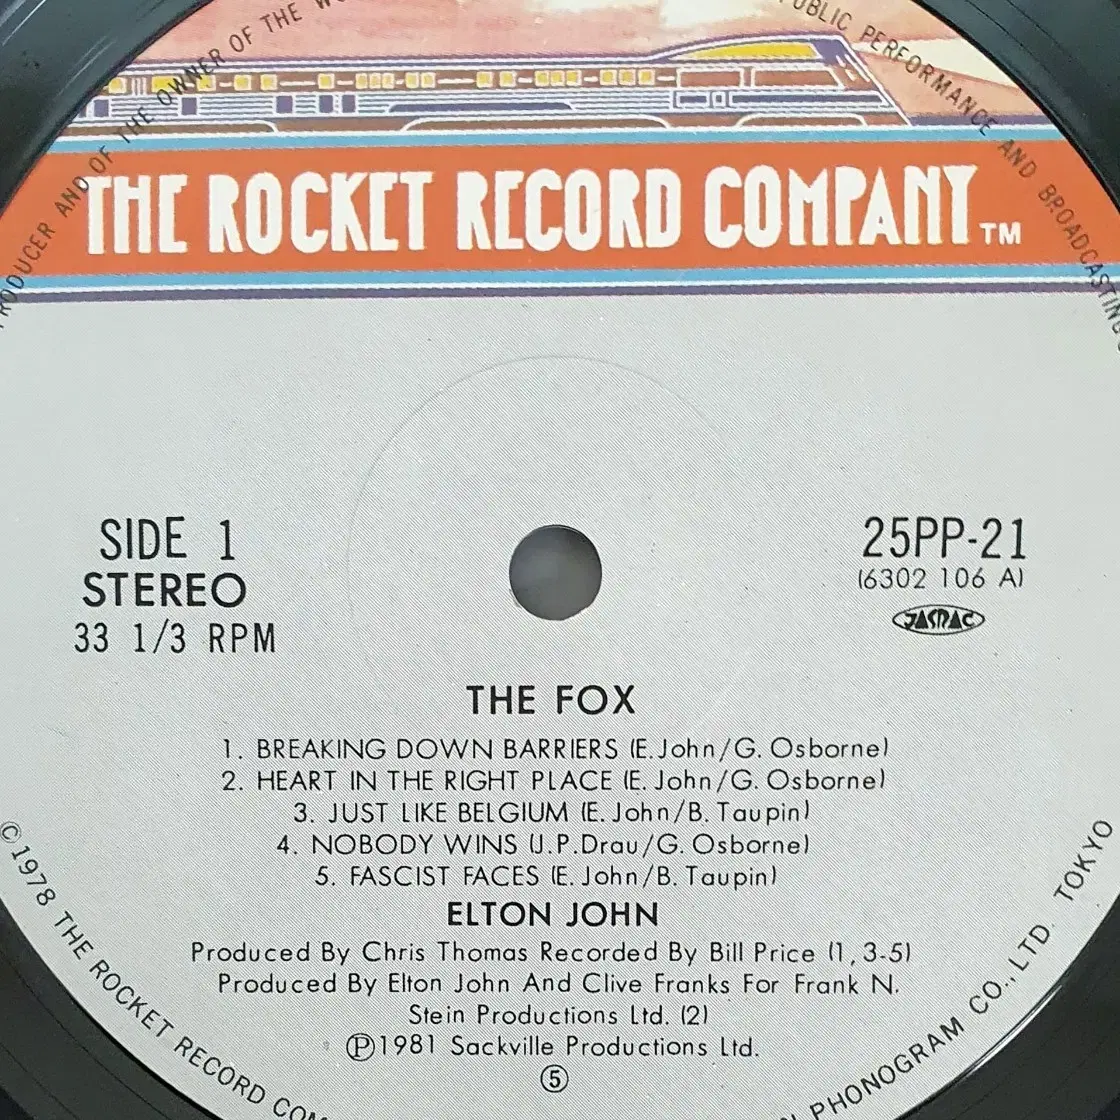 PRODUCER AND OF THE OWNER OF THE
PUBLIC PERFORMANCE AND BROADCASTING
THE ROCKET RECORD COMPANY TM
SIDE 1
STEREO
33 1/3 RPM
25PP-21
(6302 106 A)
JASRAC
THE FOX
1. BREAKING DOWN BARRIERS (E. John/G. Osborne)
2. HEART IN THE RIGHT PLACE (E. John/G. Osborne)
3. JUST LIKE BELGIUM (E. John/B. Taupin)
4. NOBODY WINS (J.P.Drau/G. Osborne)
5. FASCIST FACES (E. John/B. Taupin)
ELTON JOHN
Produced By Chris Thomas Recorded By Bill Price (1, 3-5)
Produced By Elton John And Clive Franks For Frank N.
Stein Productions Ltd. (2)
Ⓟ1981 Sackville Productions Ltd.
⑤
©1978 THE ROCKET RECORD
PHONOGRAM CO., LTD. TOKYO